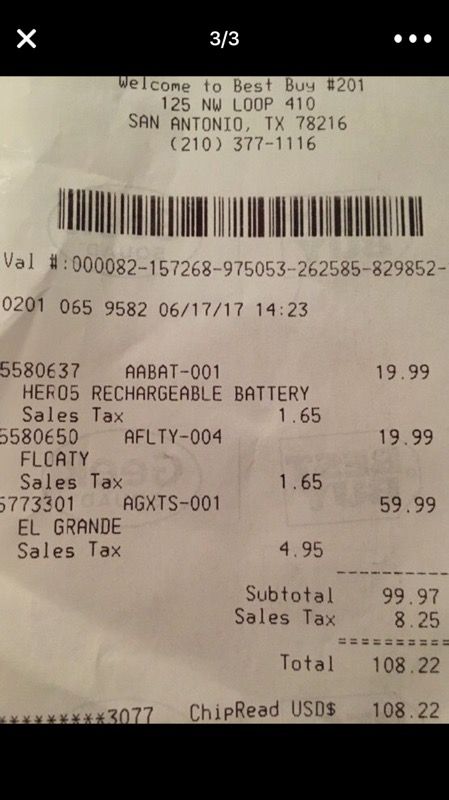 3/3
Welcome to Best Buy #201
125 NW LOOP 410
SAN ANTONIO, TX 78216
(210) 377-1116
Val #:000082-157268-975053-262585-829852-
0201 065 9582 06/17/17 14:23
5580637 AABAT-001 19.99
HERO5 RECHARGEABLE BATTERY
Sales Tax 1.65
5580650 AFLTY-004 19.99
FLOATY
Sales Tax 1.65
5773301 AGXTS-001 59.99
EL GRANDE
Sales Tax 4.95
Subtotal 99.97
Sales Tax 8.25
Total 108.22
*********3077 ChipRead USD$ 108.22